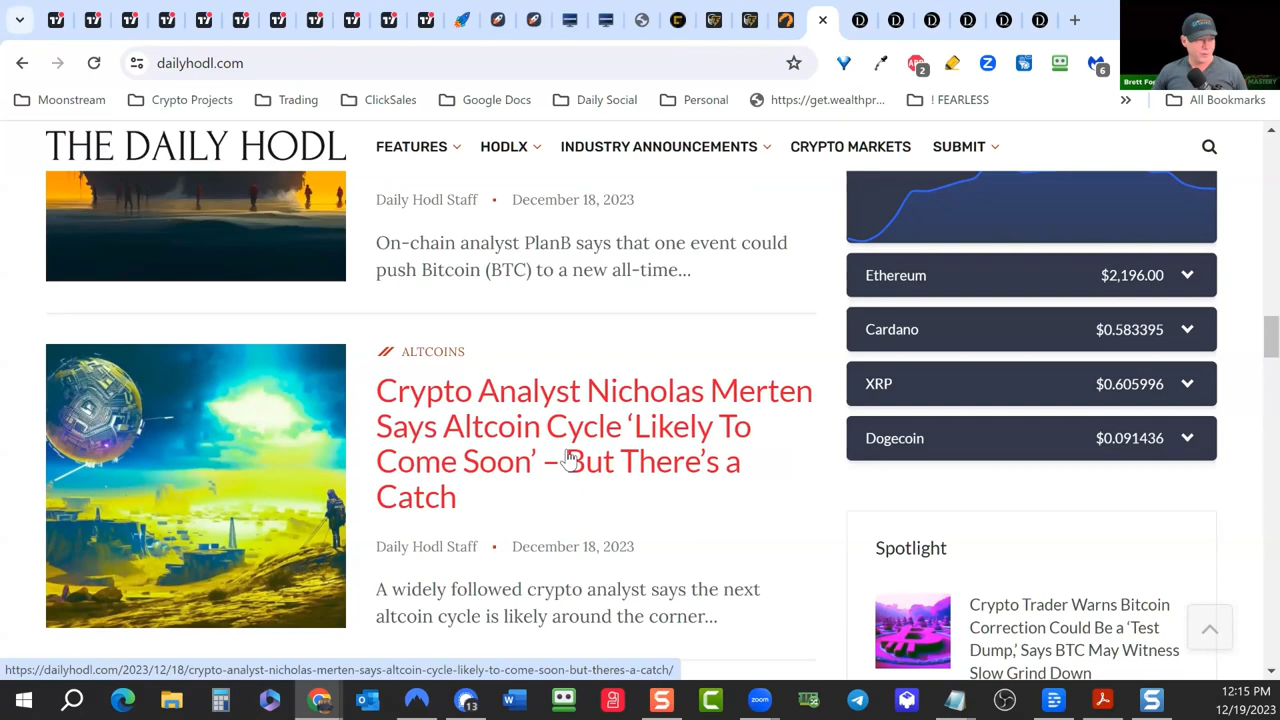 dailyhodl.com
2
6
Brett For
MASTERY
Moonstream
Crypto Projects
Trading
ClickSales
Google Docs
Daily Social
Personal
https://get.wealthpr...
! FEARLESS
All Bookmarks
THE DAILY HODL
FEATURES
HODLX
INDUSTRY ANNOUNCEMENTS
CRYPTO MARKETS
SUBMIT
Daily Hodl Staff • December 18, 2023
On-chain analyst PlanB says that one event could
push Bitcoin (BTC) to a new all-time...
ALTCOINS
Crypto Analyst Nicholas Merten
Says Altcoin Cycle ‘Likely To
Come Soon’ – But There’s a
Catch
Daily Hodl Staff • December 18, 2023
A widely followed crypto analyst says the next
altcoin cycle is likely around the corner...
Ethereum $2,196.00
Cardano $0.583395
XRP $0.605996
Dogecoin $0.091436
Spotlight
Crypto Trader Warns Bitcoin
Correction Could Be a ‘Test
Dump,’ Says BTC May Witness
Slow Grind Down
https://dailyhodl.com/2023/12/18/crypto-analyst-nicholas-merten-says-altcoin-cycle-likely-to-come-soon-but-theres-a-catch/
13
zoom
12:15 PM
12/19/2023